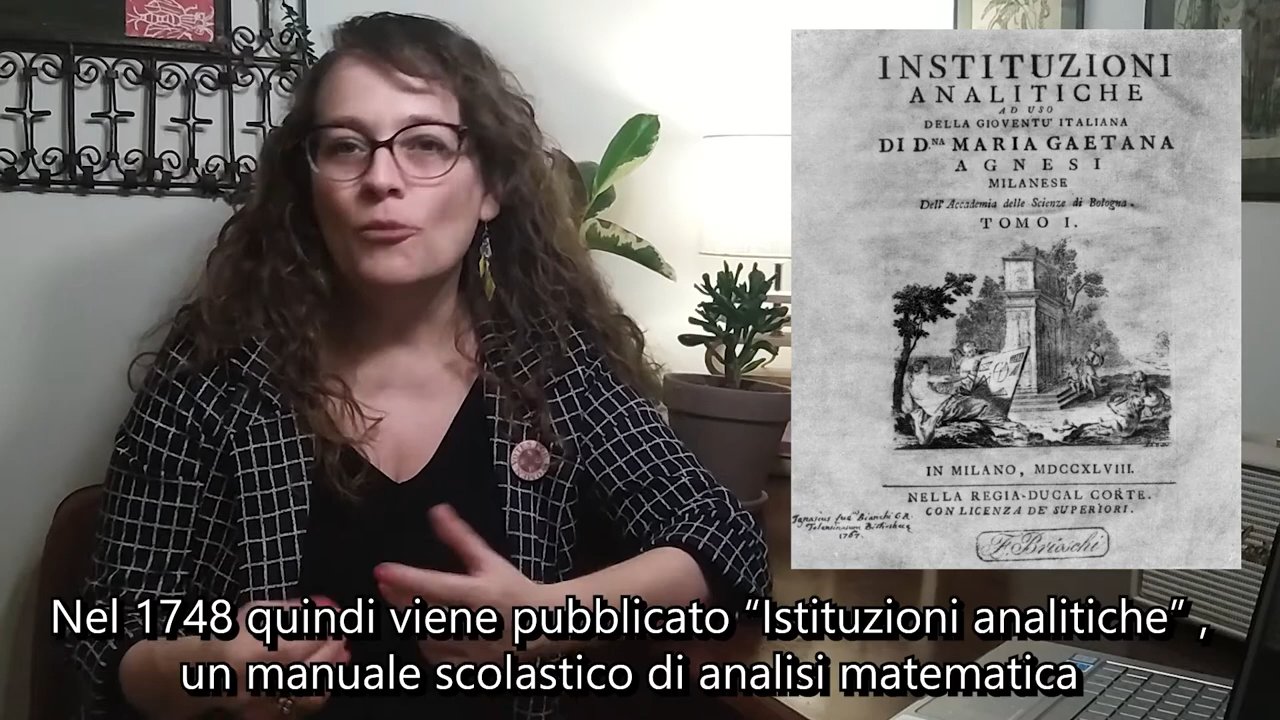 INSTITUZIONI
ANALITICHE
AD USO
DELLA GIOVENTU' ITALIANA
DI D.NA MARIA GAETANA
AGNESI
MILANESE
Dell'Accademia delle Scienze di Bologna.
TOMO I.
IN MILANO, MDCCXLVIII.
NELLA REGIA-DUCAL CORTE.
CON LICENZA DE' SUPERIORI.
1767.
F. Brioschi
Nel 1748 quindi viene pubblicato “Istituzioni analitiche” ,
un manuale scolastico di analisi matematica